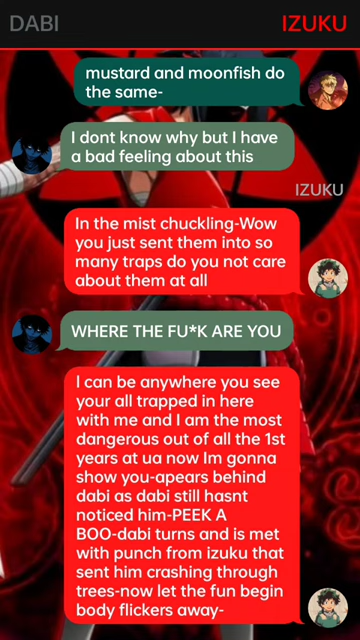 DABI IZUKU
mustard and moonfish do
the same-
I dont know why but I have
a bad feeling about this
IZUKU
In the mist chuckling-Wow
you just sent them into so
many traps do you not care
about them at all
WHERE THE FU*K ARE YOU
I can be anywhere you see
your all trapped in here
with me and I am the most
dangerous out of all the 1st
years at ua now Im gonna
show you-apears behind
dabi as dabi still hasnt
noticed him-PEEK A
BOO-dabi turns and is met
with punch from izuku that
sent him crashing through
trees-now let the fun begin
body flickers away-